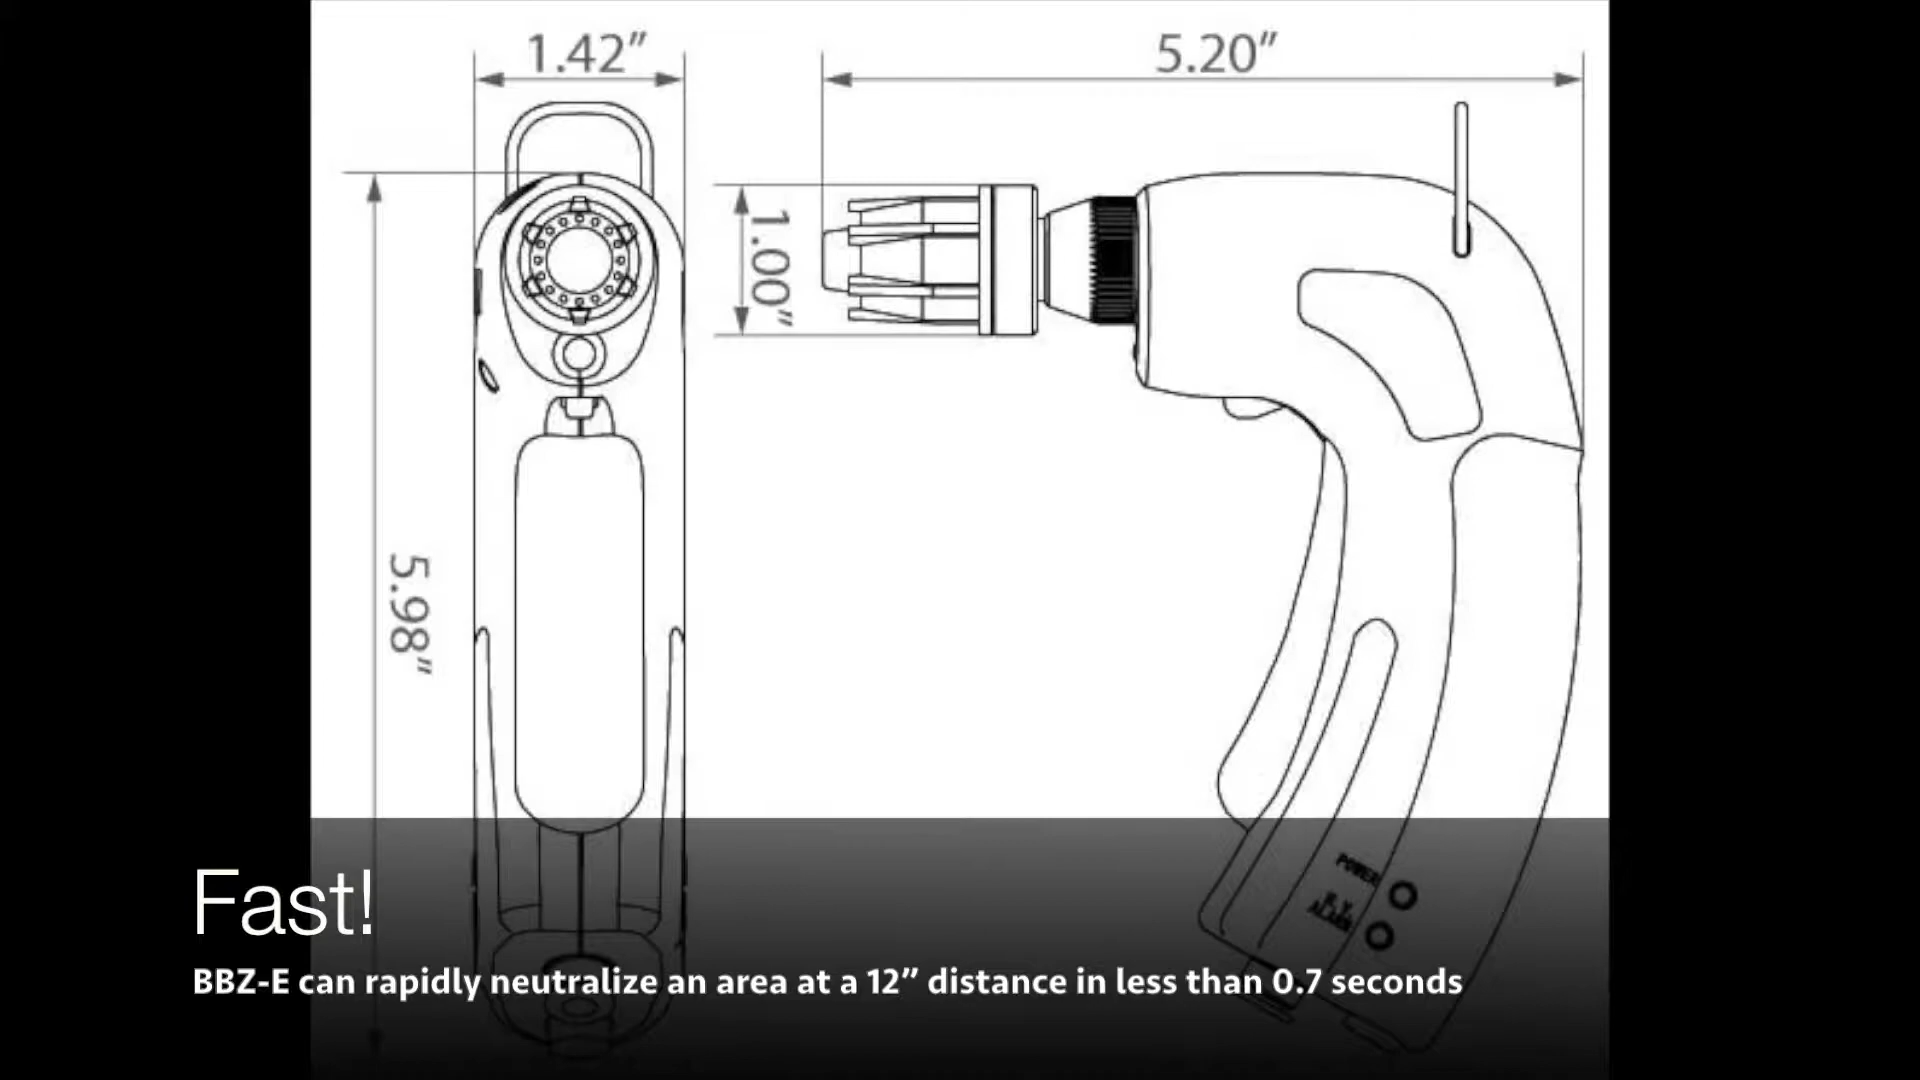 1.42"
5.20"
1.00"
5.98"
POWER
H.V.
ALARM
Fast!
BBZ-E can rapidly neutralize an area at a 12” distance in less than 0.7 seconds